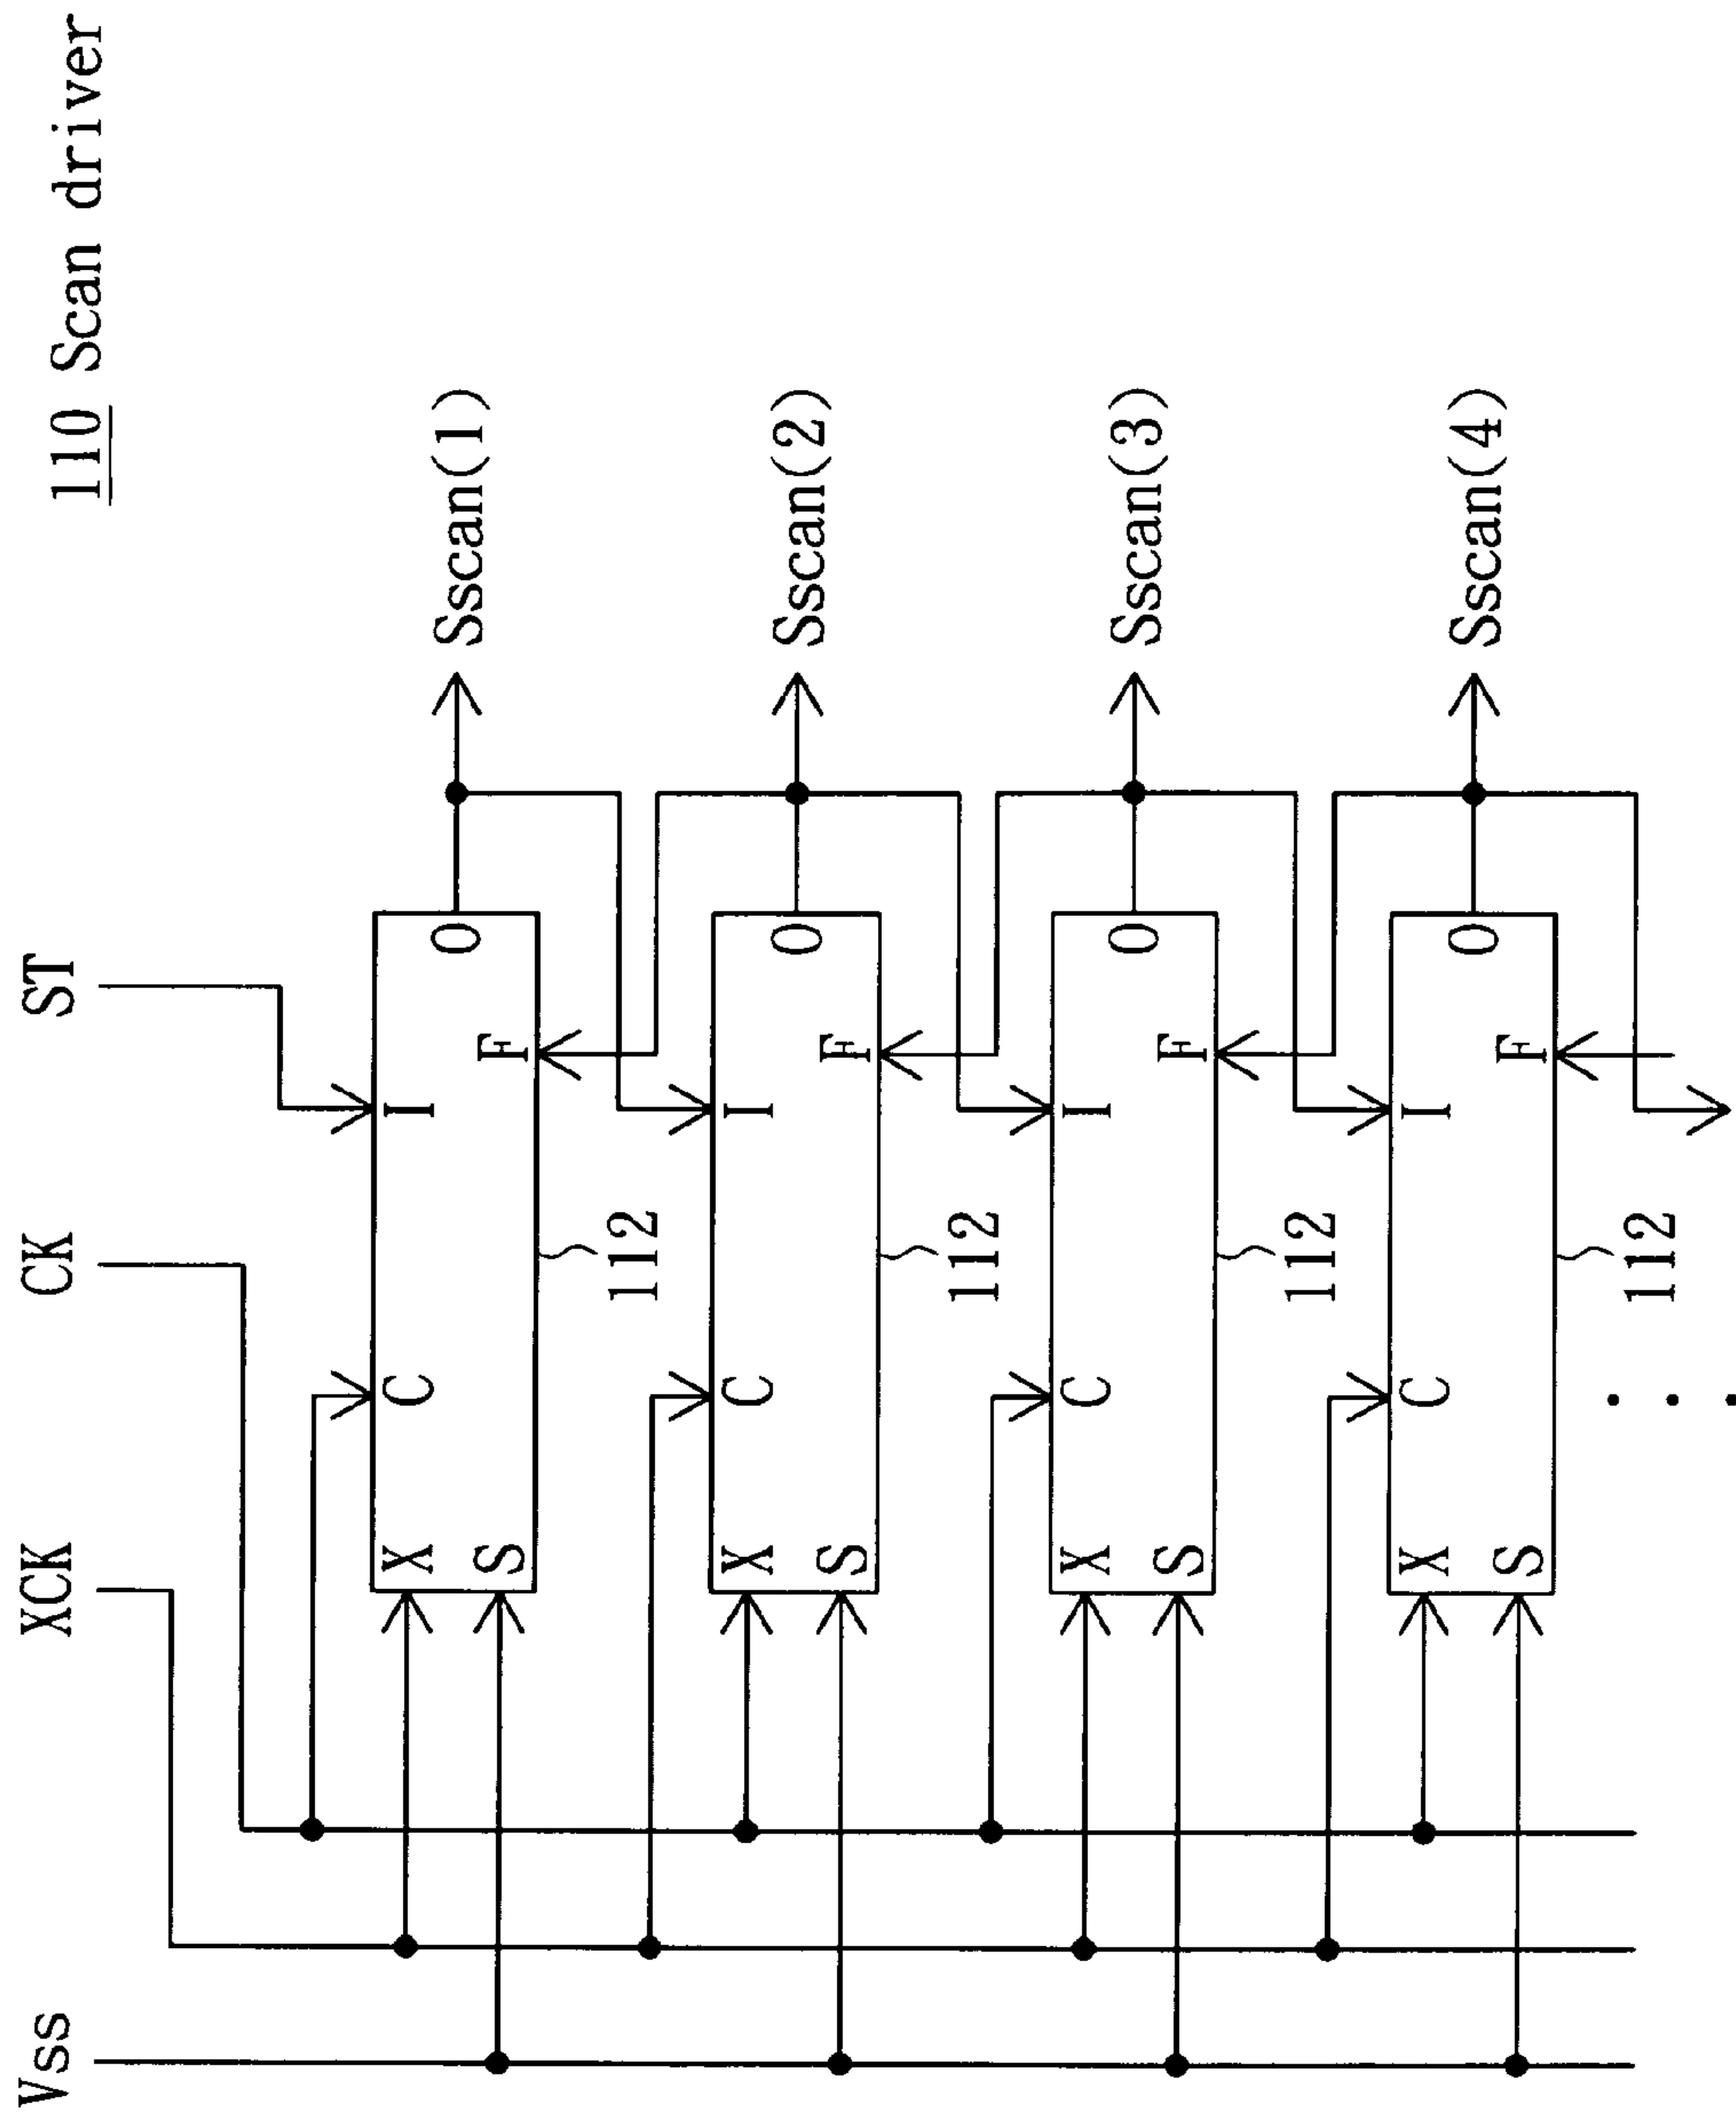 110 Scan driver
Vss XCK CK ST
X C I O Sscan(1)
S F
112
X C I O Sscan(2)
S F
112
X C I O Sscan(3)
S F
112
X C I O Sscan(4)
S F
112